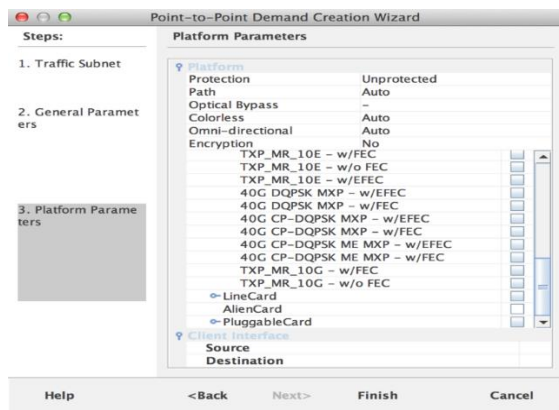 Point-to-Point Demand Creation Wizard
Steps:
Platform Parameters
1. Traffic Subnet
2. General Paramet
ers
3. Platform Parame
ters
Platform
Protection Unprotected
Path Auto
Optical Bypass –
Colorless Auto
Omni-directional Auto
Encryption No
TXP_MR_10E – w/FEC
TXP_MR_10E – w/o FEC
TXP_MR_10E – w/EFEC
40G DQPSK MXP – w/EFEC
40G DQPSK MXP – w/FEC
40G CP-DQPSK MXP – w/EFEC
40G CP-DQPSK MXP – w/FEC
40G CP-DQPSK ME MXP – w/EFEC
40G CP-DQPSK ME MXP – w/FEC
TXP_MR_10G – w/FEC
TXP_MR_10G – w/o FEC
LineCard
AlienCard
PluggableCard
Client Interface
Source
Destination
Help <Back Next> Finish Cancel